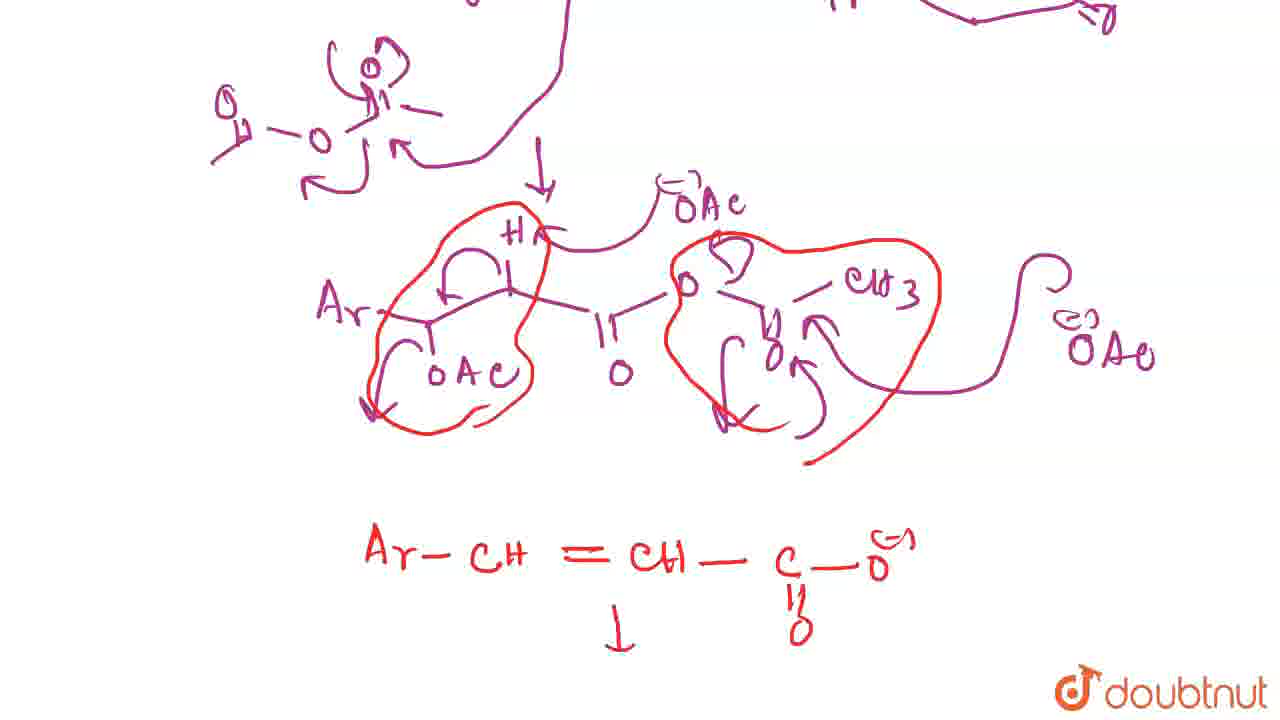 O
O
O
H
⊖OAc
Ar
O
CH3
OAC
O
O
⊖OAc
Ar-CH=CH-C-O⊖
O
doubtnut